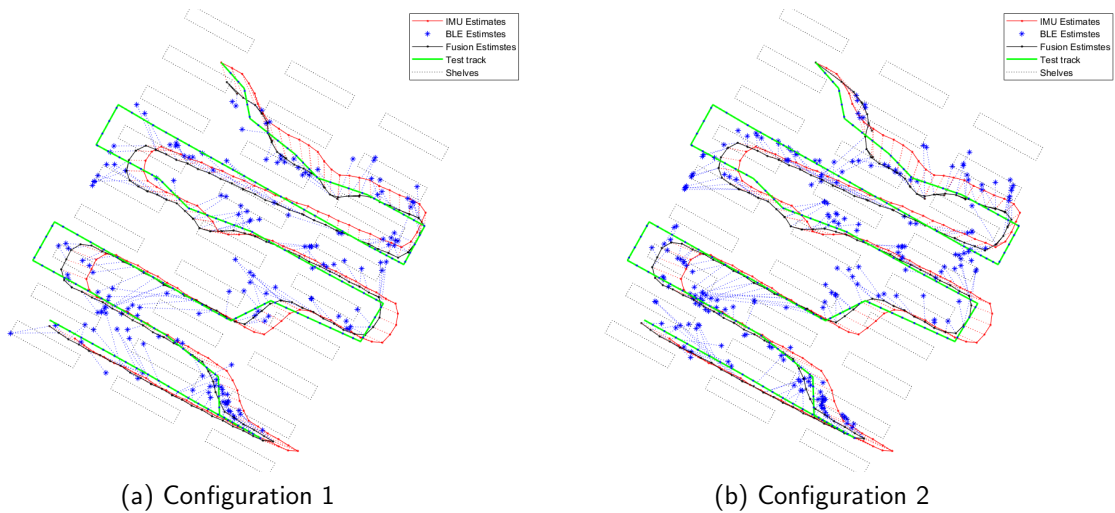 IMU Estimates
BLE Estimstes
Fusion Estimstes
Test track
Shelves
IMU Estimates
BLE Estimstes
Fusion Estimstes
Test track
Shelves
(a) Configuration 1
(b) Configuration 2